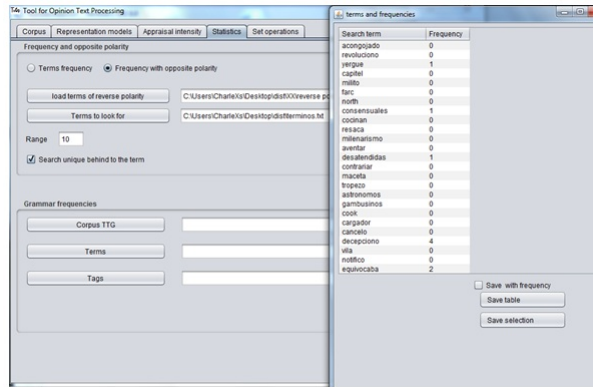 Tool for Opinion Text Processing
Corpus Representation models Appraisal intensity Statistics Set operations
Frequency and opposite polarity
Terms frequency Frequency with opposite polarity
load terms of reverse polarity C:\Users\CharleXs\Desktop\disf\XX\reverse po
Terms to look for C:\Users\CharleXs\Desktop\disf\terminos.txt
Range 10
Search unique behind to the term
Grammar frequencies
Corpus TTG
Terms
Tags
terms and frequencies
Search term Frequency
acongojado 0
revoluciono 0
yergue 1
capitel 0
milito 0
farc 0
north 0
consensuales 1
cocinan 0
resaca 0
milenarismo 0
aventar 0
desatendidas 1
contrariar 0
maceta 0
tropezo 0
astronomos 0
gambusinos 0
cook 0
cargador 0
cancelo 0
decepciono 4
vila 0
notifico 0
equivocaba 2
Save with frequency
Save table
Save selection